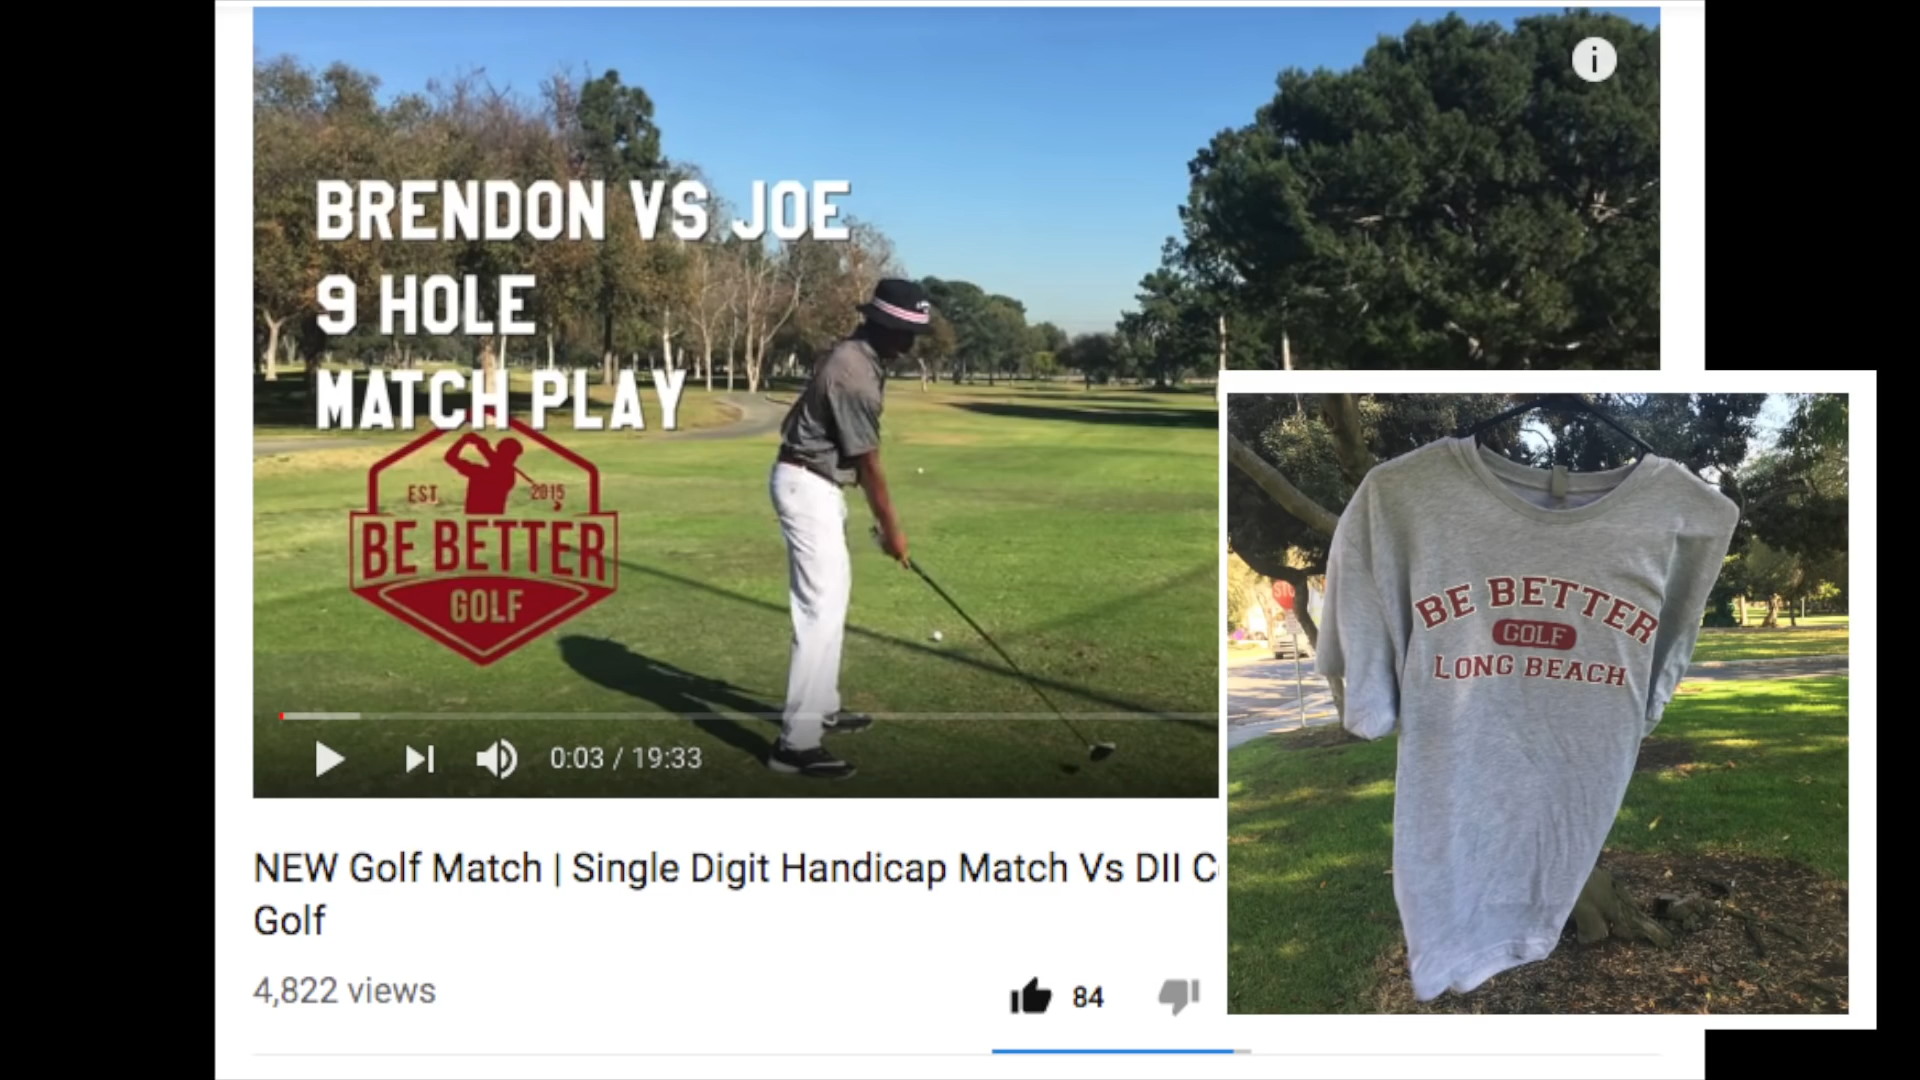 BRENDON VS JOE
9 HOLE
MATCH PLAY
EST. 2015
BE BETTER
GOLF
0:03 / 19:33
NEW Golf Match | Single Digit Handicap Match Vs DII
Golf
4,822 views
84
BE BETTER
GOLF
LONG BEACH